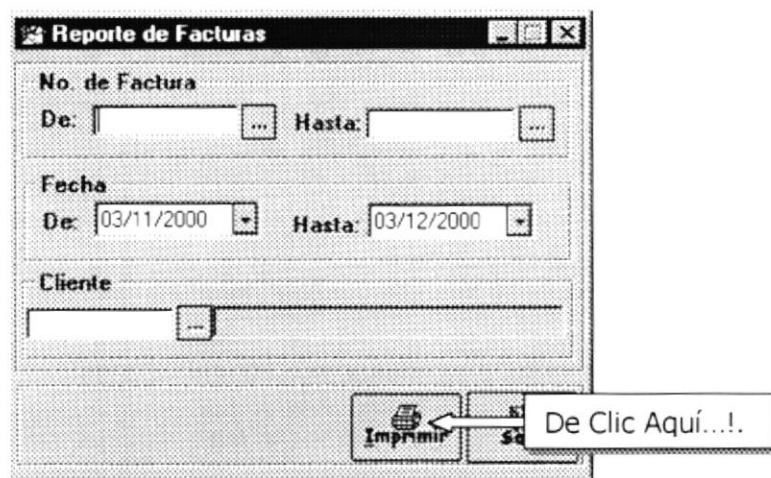 Reporte de Facturas
No. de Factura
De: ... Hasta: ...
Fecha
De: 03/11/2000 Hasta: 03/12/2000
Cliente
...
Imprimir
De Clic Aquí...!.